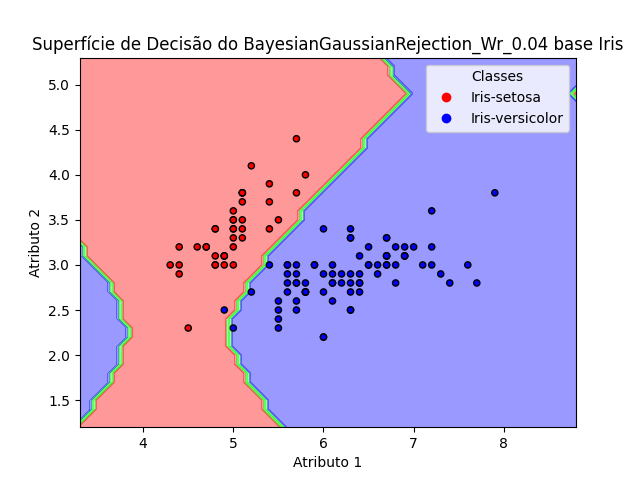 Superfície de Decisão do BayesianGaussianRejection_Wr_0.04 base Iris
Classes
Iris-setosa
Iris-versicolor
5.0
4.5
4.0
3.5
3.0
2.5
2.0
1.5
Atributo 2
4 5 6 7 8
Atributo 1